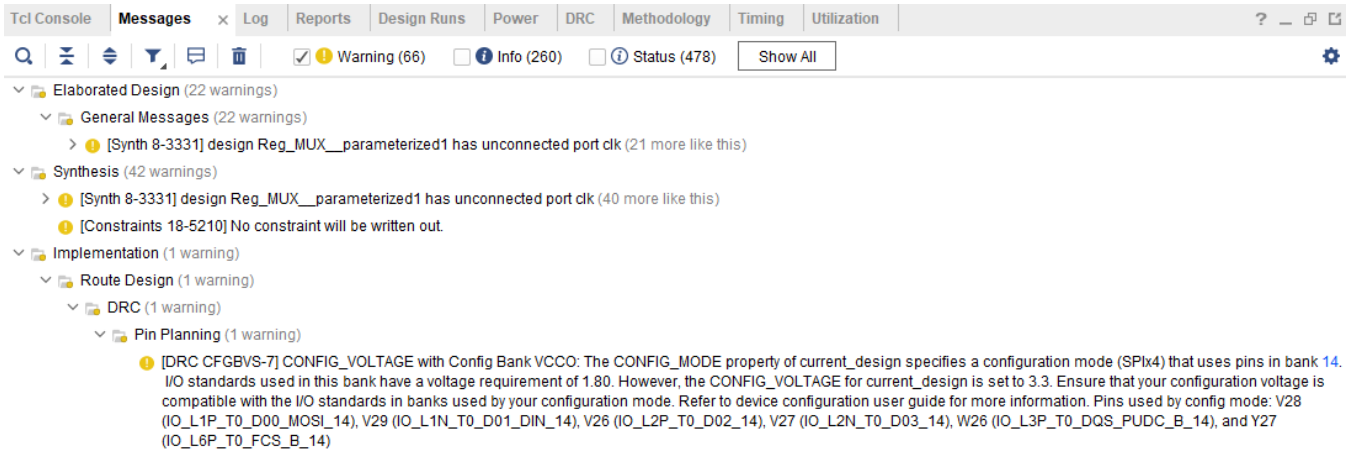 Tcl Console Messages × Log Reports Design Runs Power DRC Methodology Timing Utilization ?
Warning (66) Info (260) Status (478) Show All
Elaborated Design (22 warnings)
General Messages (22 warnings)
[Synth 8-3331] design Reg_MUX__parameterized1 has unconnected port clk (21 more like this)
Synthesis (42 warnings)
[Synth 8-3331] design Reg_MUX__parameterized1 has unconnected port clk (40 more like this)
[Constraints 18-5210] No constraint will be written out.
Implementation (1 warning)
Route Design (1 warning)
DRC (1 warning)
Pin Planning (1 warning)
[DRC CFGBVS-7] CONFIG_VOLTAGE with Config Bank VCCO: The CONFIG_MODE property of current_design specifies a configuration mode (SPIx4) that uses pins in bank 14.
I/O standards used in this bank have a voltage requirement of 1.80. However, the CONFIG_VOLTAGE for current_design is set to 3.3. Ensure that your configuration voltage is
compatible with the I/O standards in banks used by your configuration mode. Refer to device configuration user guide for more information. Pins used by config mode: V28
(IO_L1P_T0_D00_MOSI_14), V29 (IO_L1N_T0_D01_DIN_14), V26 (IO_L2P_T0_D02_14), V27 (IO_L2N_T0_D03_14), W26 (IO_L3P_T0_DQS_PUDC_B_14), and Y27
(IO_L6P_T0_FCS_B_14)